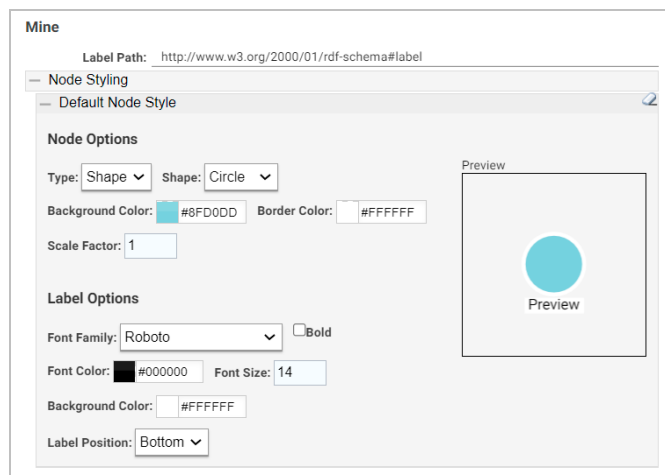 Mine
Label Path: http://www.w3.org/2000/01/rdf-schema#label
Node Styling
Default Node Style
Node Options
Type: Shape Shape: Circle
Background Color: #8FD0DD Border Color: #FFFFFF
Scale Factor: 1
Preview
Preview
Label Options
Font Family: Roboto Bold
Font Color: #000000 Font Size: 14
Background Color: #FFFFFF
Label Position: Bottom